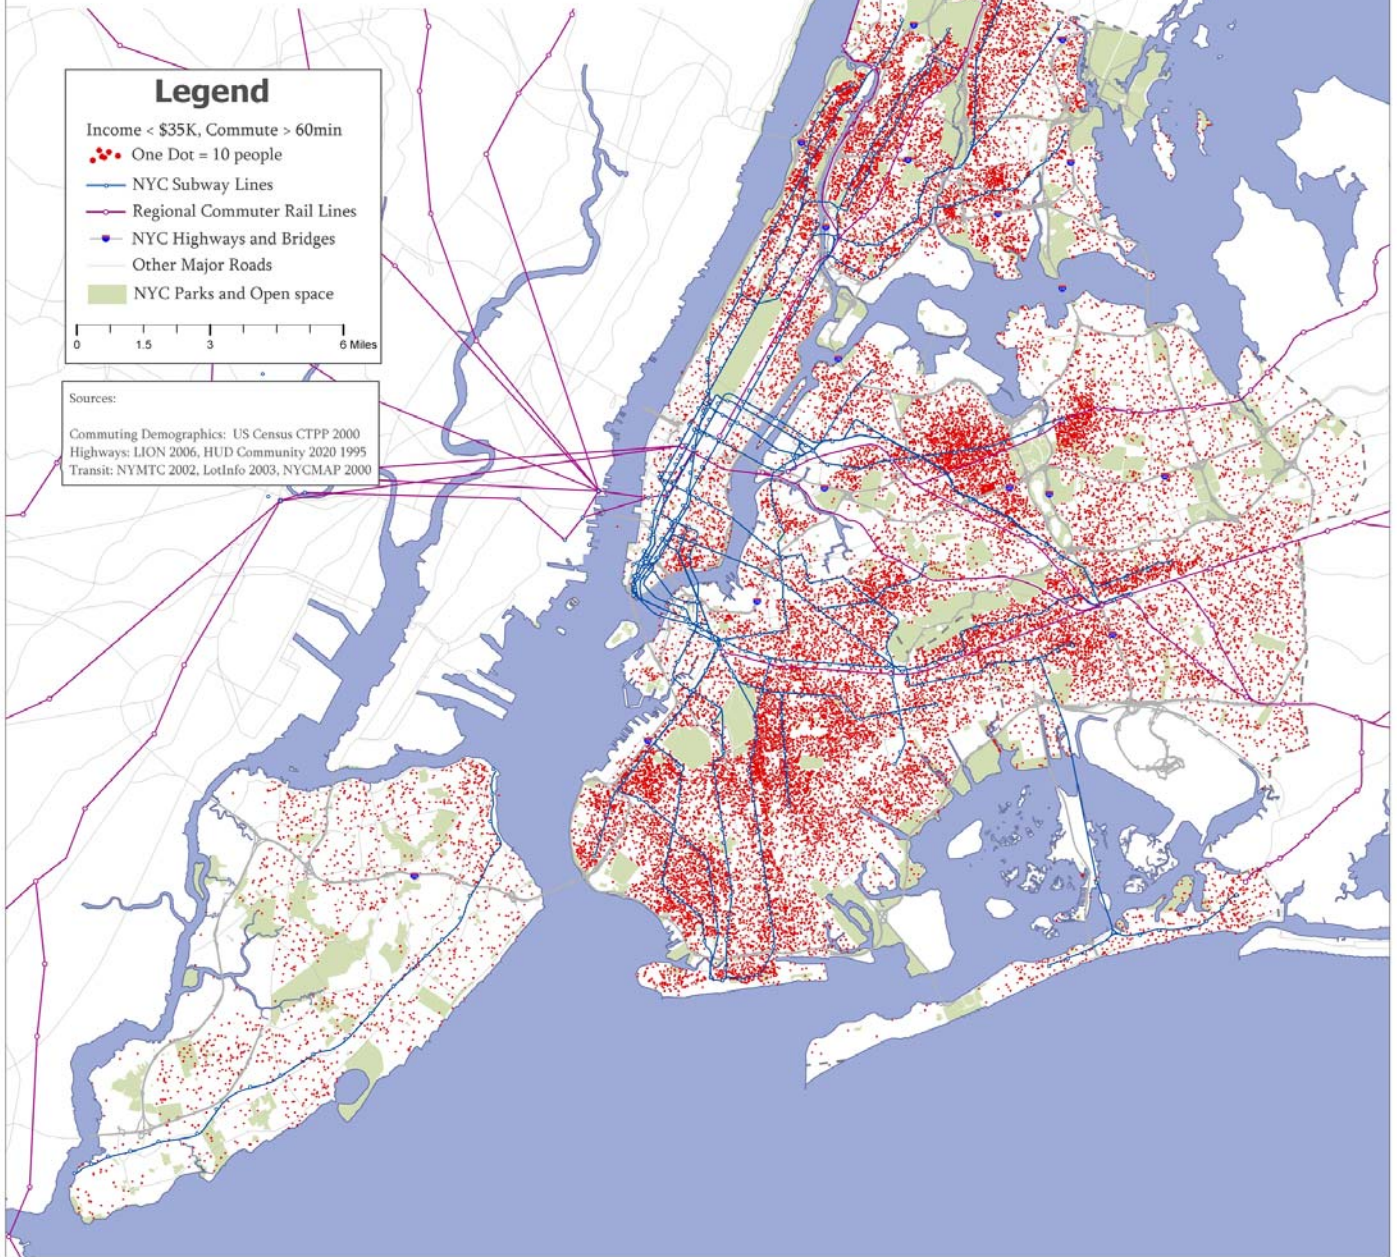 Legend
Income < $35K, Commute > 60min
One Dot = 10 people
NYC Subway Lines
Regional Commuter Rail Lines
NYC Highways and Bridges
Other Major Roads
NYC Parks and Open space
0 1.5 3 6 Miles
Sources:
Commuting Demographics: US Census CTPP 2000
Highways: LION 2006, HUD Community 2020 1995
Transit: NYMTC 2002, LotInfo 2003, NYCMAP 2000